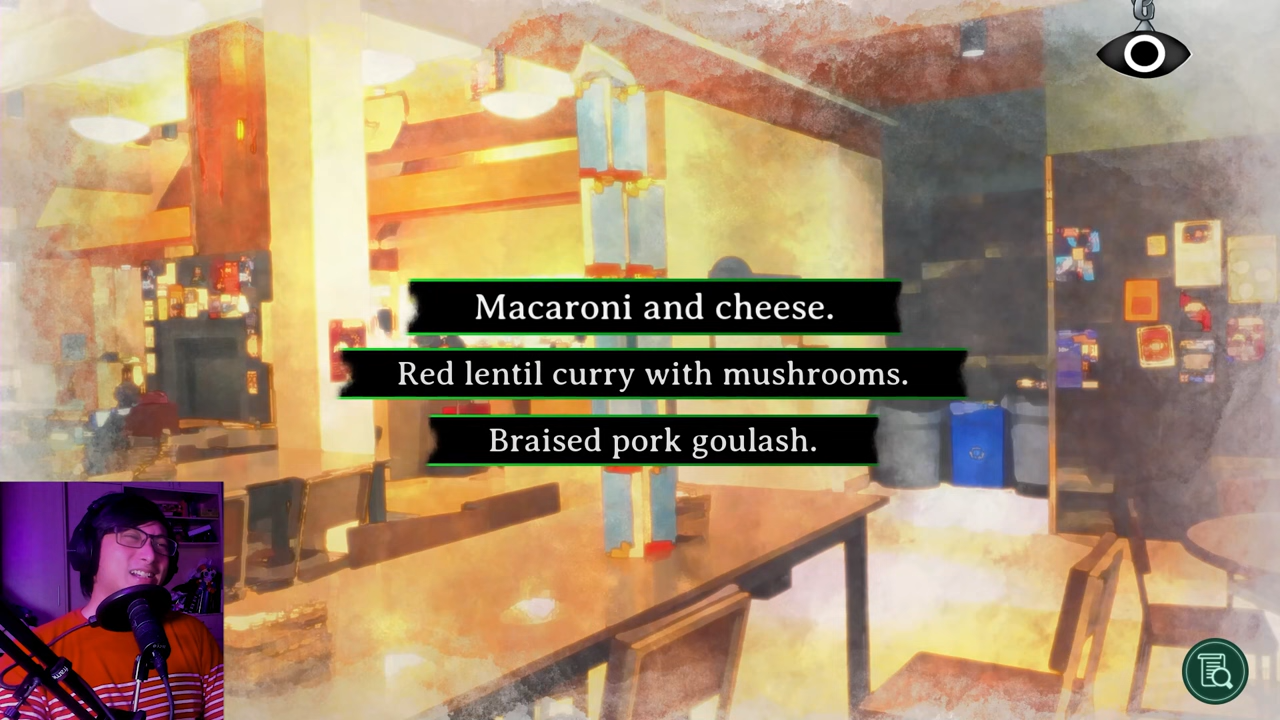 Macaroni and cheese.
Red lentil curry with mushrooms.
Braised pork goulash.